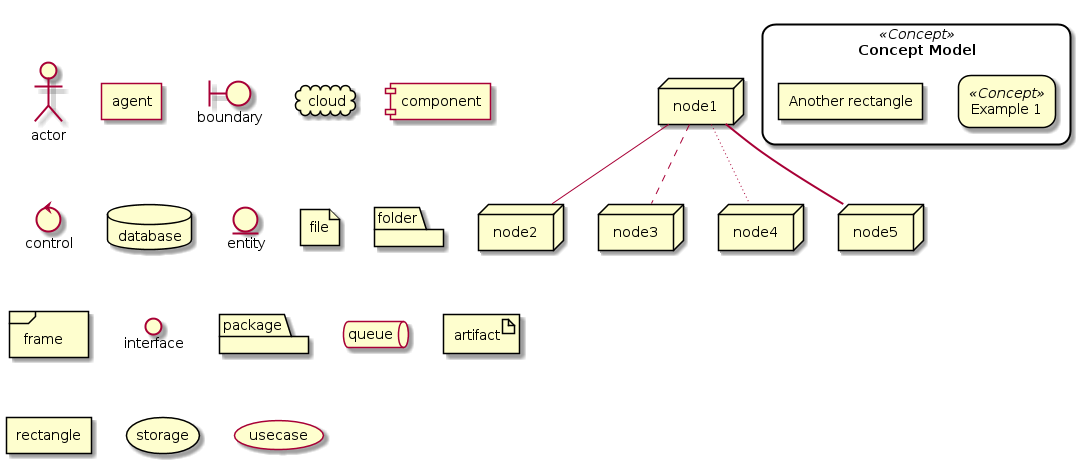 «Concept»
Concept Model
actor
agent
boundary
cloud
component
node1
Another rectangle
«Concept»
Example 1
control
database
entity
file
folder
node2
node3
node4
node5
frame
interface
package
queue
artifact
rectangle
storage
usecase